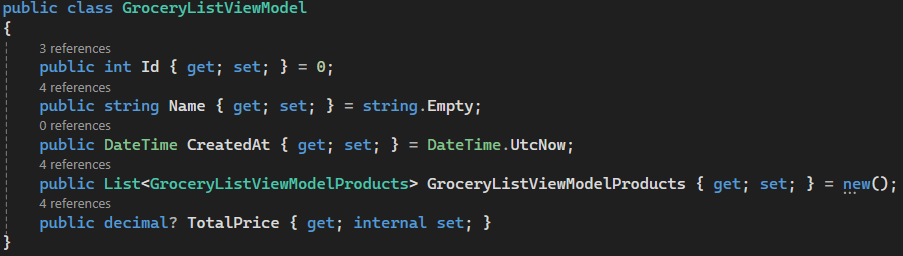 public class GroceryListViewModel
{
3 references
public int Id { get; set; } = 0;
4 references
public string Name { get; set; } = string.Empty;
0 references
public DateTime CreatedAt { get; set; } = DateTime.UtcNow;
4 references
public List<GroceryListViewModelProducts> GroceryListViewModelProducts { get; set; } = new();
4 references
public decimal? TotalPrice { get; internal set; }
}